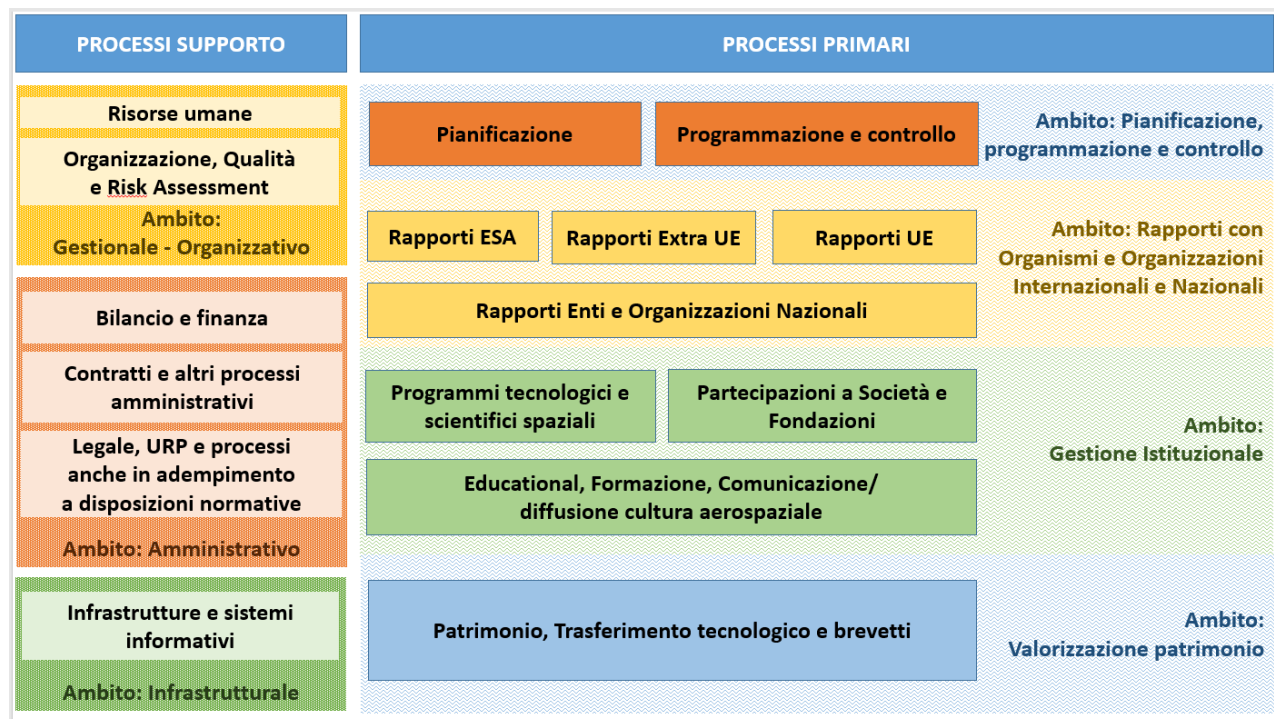 PROCESSI SUPPORTO
Risorse umane
Organizzazione, Qualità
e Risk Assessment
Ambito:
Gestionale - Organizzativo
Bilancio e finanza
Contratti e altri processi
amministrativi
Legale, URP e processi
anche in adempimento
a disposizioni normative
Ambito: Amministrativo
Infrastrutture e sistemi
informativi
Ambito: Infrastrutturale
PROCESSI PRIMARI
Pianificazione
Programmazione e controllo
Ambito: Pianificazione,
programmazione e controllo
Rapporti ESA
Rapporti Extra UE
Rapporti UE
Rapporti Enti e Organizzazioni Nazionali
Ambito: Rapporti con
Organismi e Organizzazioni
Internazionali e Nazionali
Programmi tecnologici e
scientifici spaziali
Partecipazioni a Società e
Fondazioni
Educational, Formazione, Comunicazione/
diffusione cultura aerospaziale
Ambito:
Gestione Istituzionale
Patrimonio, Trasferimento tecnologico e brevetti
Ambito:
Valorizzazione patrimonio